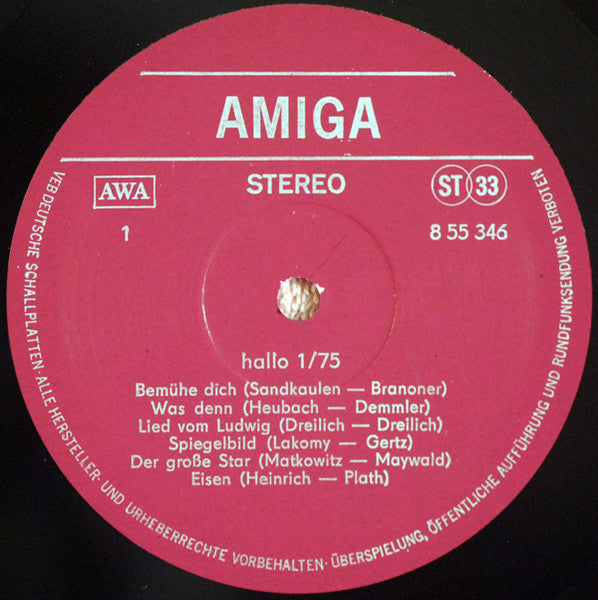 AMIGA
AWA
STEREO
ST 33
1
8 55 346
hallo 1/75
Bemühe dich (Sandkaulen — Branoner)
Was denn (Heubach — Demmler)
Lied vom Ludwig (Dreilich — Dreilich)
Spiegelbild (Lakomy — Gertz)
Der große Star (Matkowitz — Maywald)
Eisen (Heinrich — Plath)
VEB DEUTSCHE SCHALLPLATTEN · ALLE HERSTELLER- UND URHEBERRECHTE VORBEHALTEN · ÜBERSPIELUNG, ÖFFENTLICHE AUFFÜHRUNG UND RUNDFUNKSENDUNG VERBOTEN